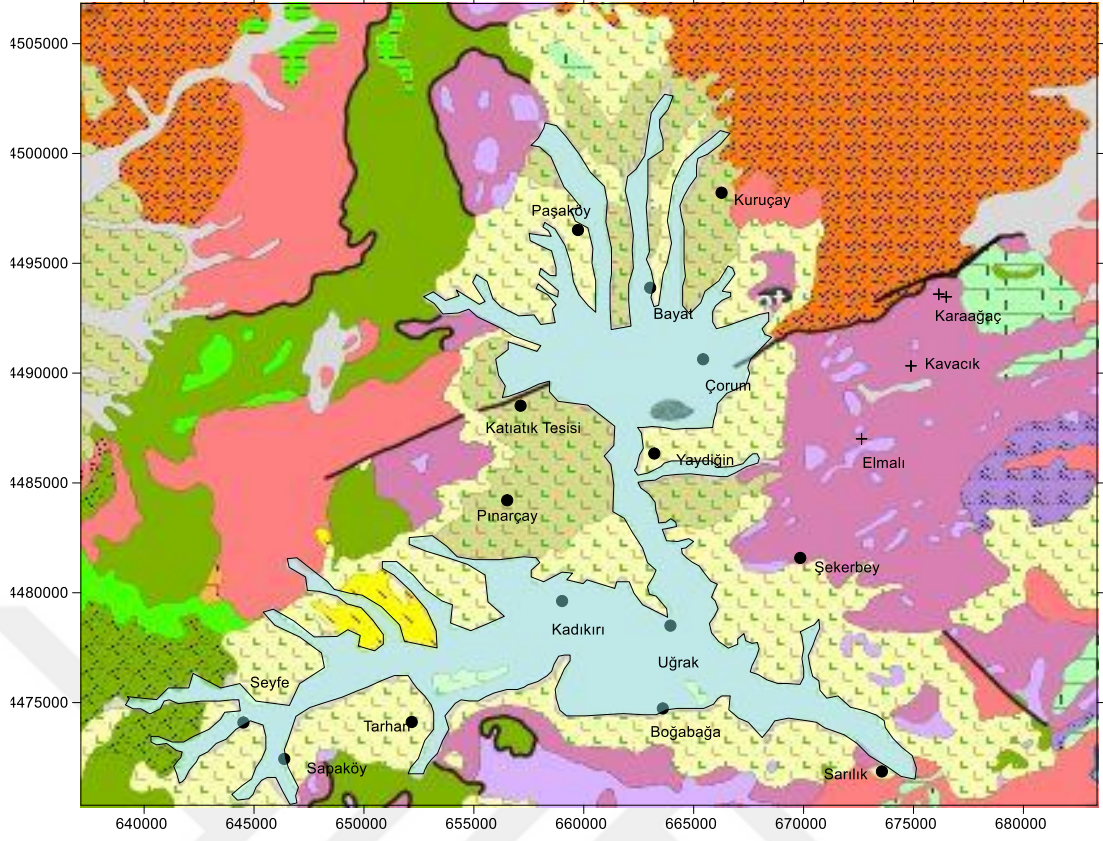 4505000
4500000
Kuruçay
Paşaköy
4495000
at
Karaağaç
Bayat
4490000
Kavacık
Çorum
Katıatık Tesisi
Yaydiğin
Elmalı
4485000
Pınarçay
Şekerbey
4480000
Kadıkırı
Uğrak
Seyfe
4475000
Tarhan
Boğabağa
Sapaköy
Sarılık
640000 645000 650000 655000 660000 665000 670000 675000 680000